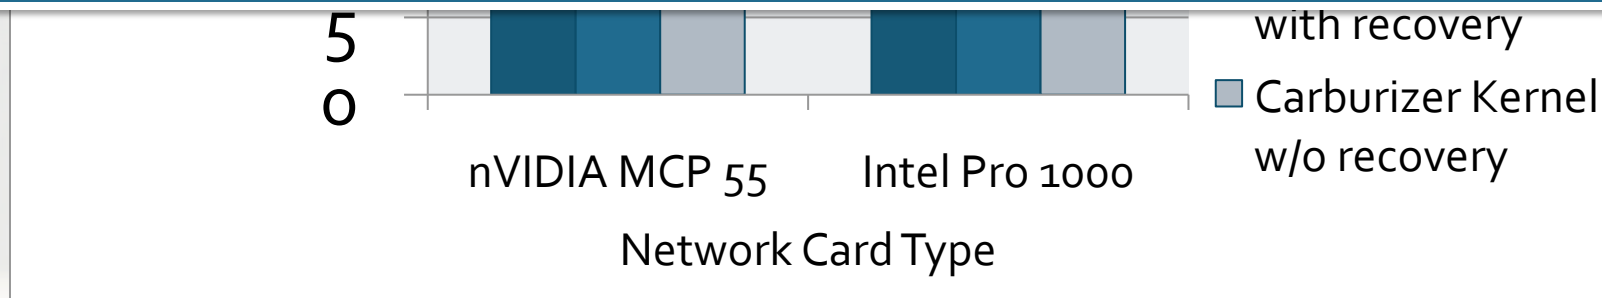 5
0
with recovery
Carburizer Kernel
w/o recovery
nVIDIA MCP 55
Intel Pro 1000
Network Card Type